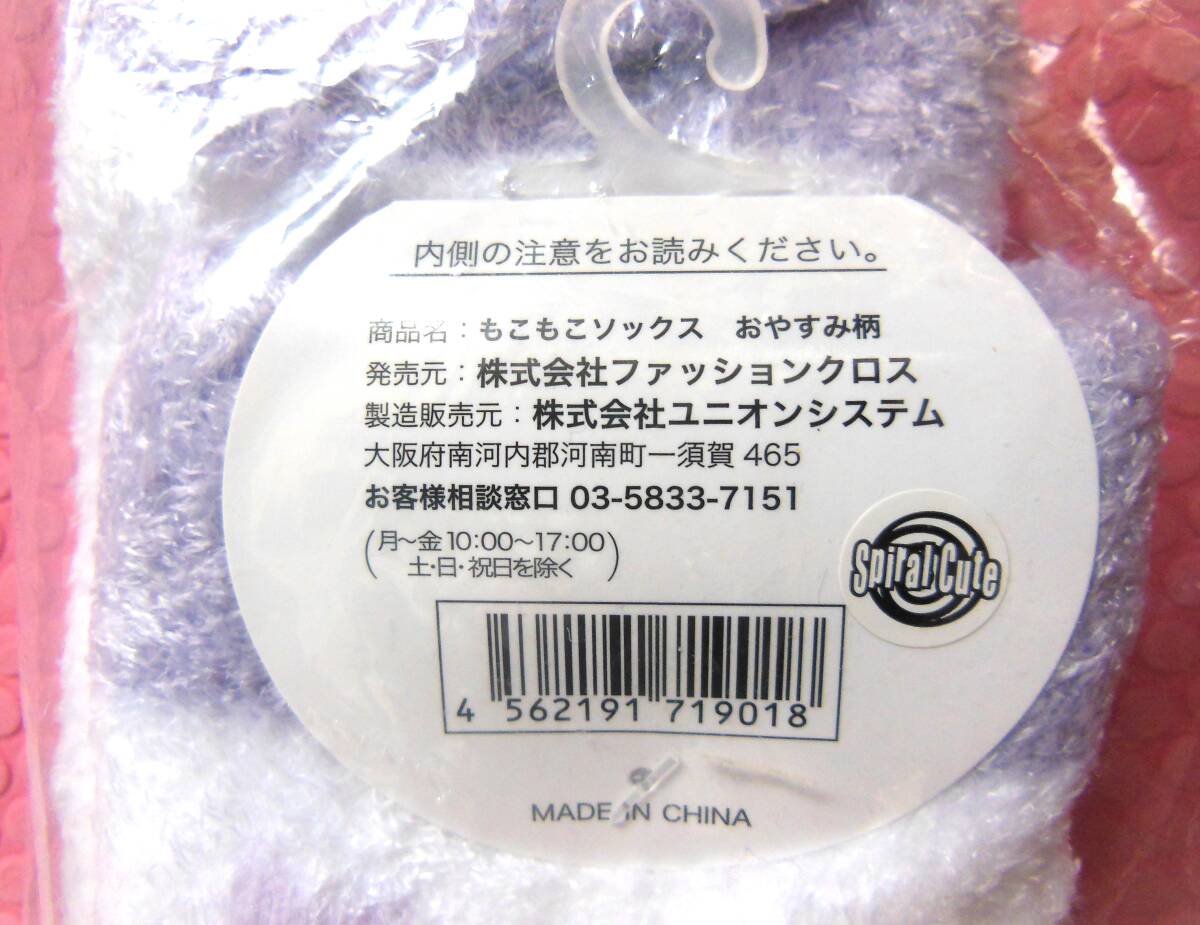 内側の注意をお読みください。
商品名：もこもこソックス　おやすみ柄
発売元：株式会社ファッションクロス
製造販売元：株式会社ユニオンシステム
大阪府南河内郡河南町一須賀 465
お客様相談窓口 03-5833-7151
(月〜金10:00〜17:00
土・日・祝日を除く)
Spiral Cute
4 562191 719018
MADE IN CHINA